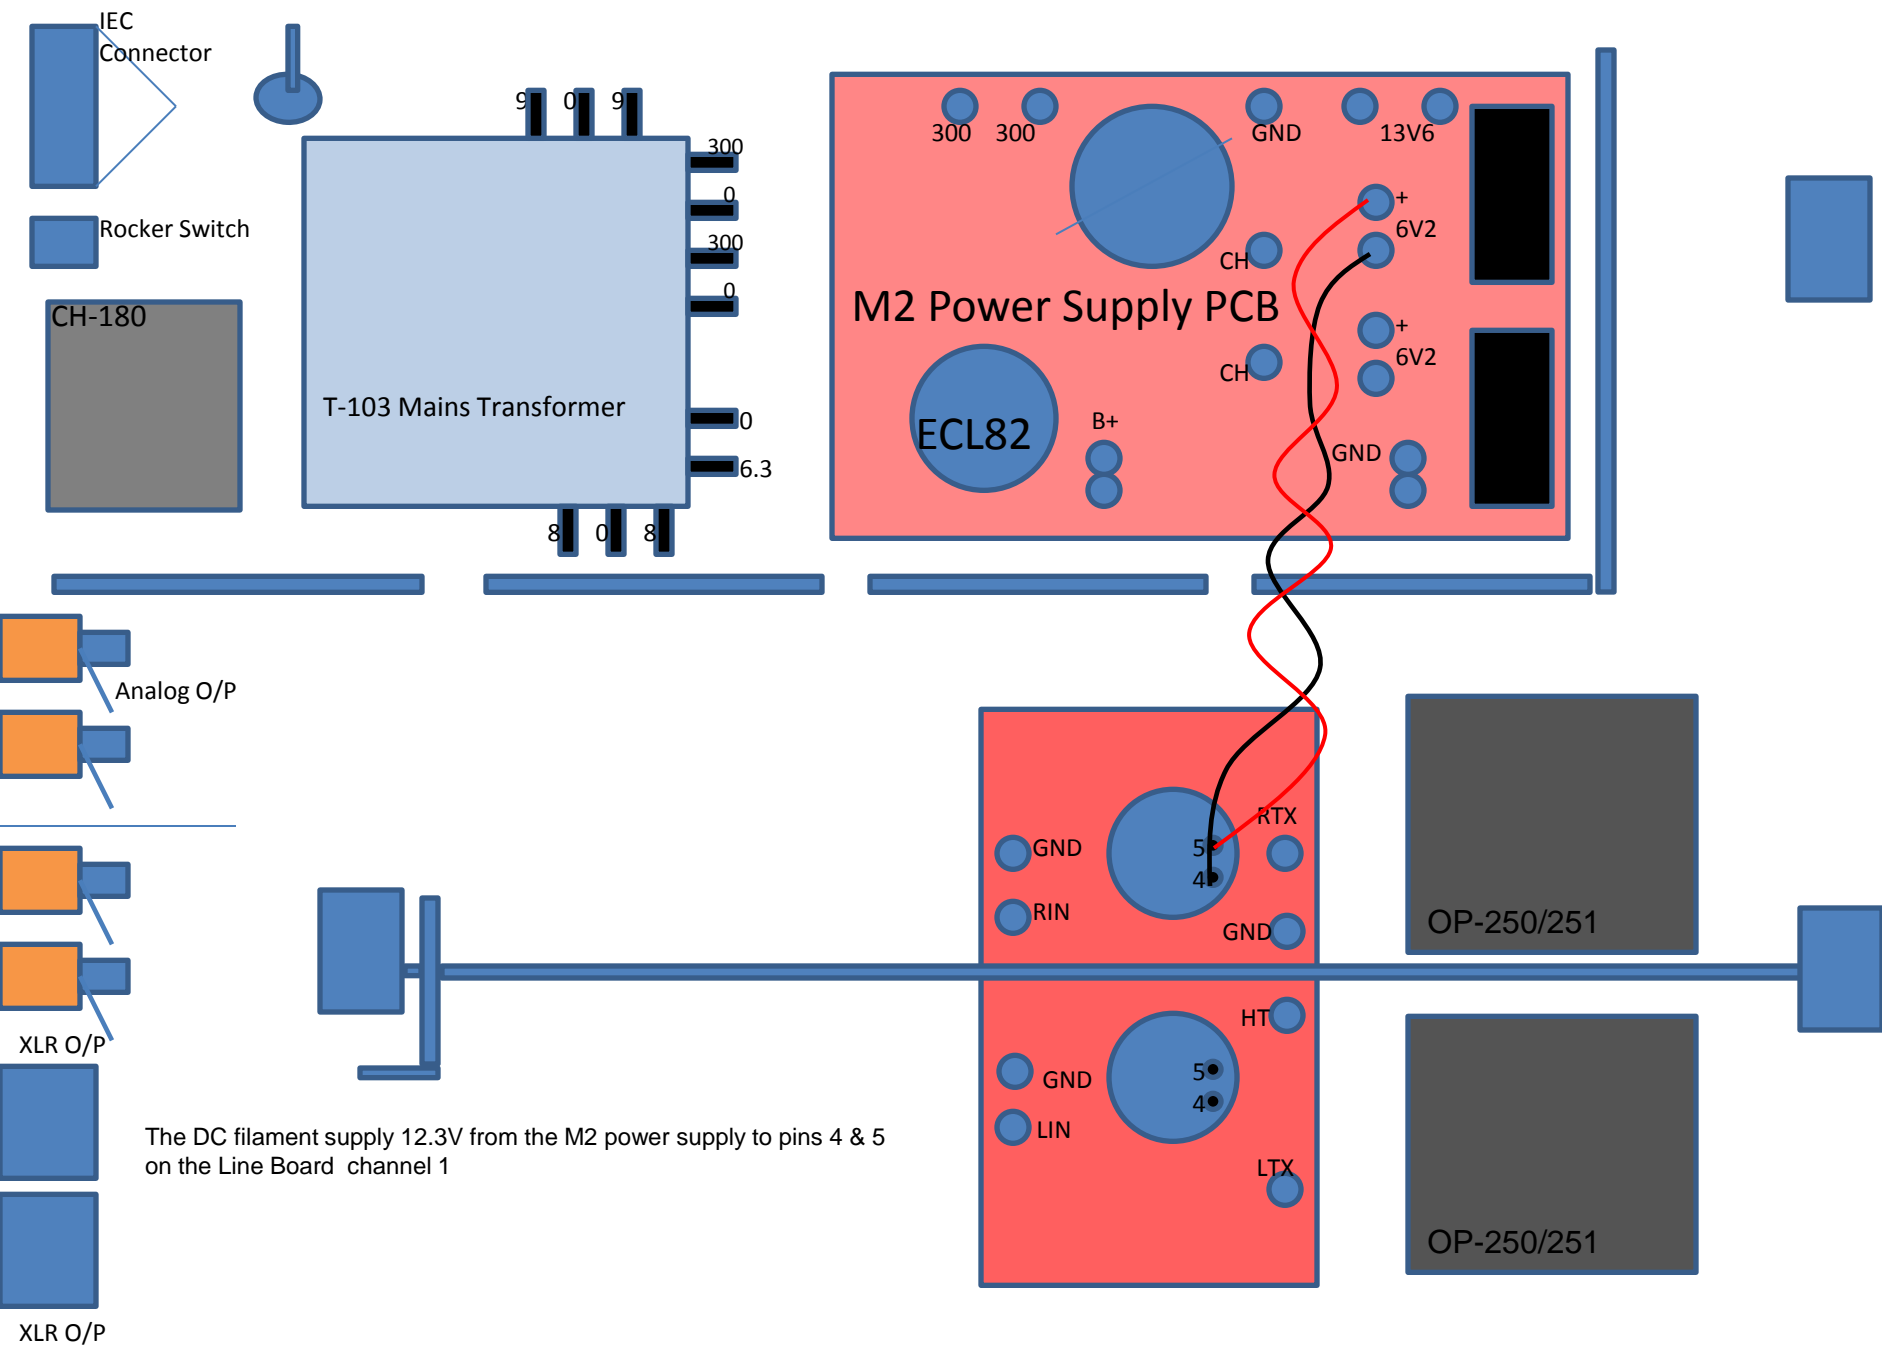 IEC
Connector
Rocker Switch
CH-180
9 0 9
300
0
300
0
T-103 Mains Transformer
0
6.3
8 0 8
300 300 GND 13V6
+
6V2
CH
M2 Power Supply PCB
+
6V2
CH
ECL82
B+
GND
Analog O/P
RTX
5
GND
4
RIN
GND
OP-250/251
HT
XLR O/P
5
GND
4
LIN
The DC filament supply 12.3V from the M2 power supply to pins 4 & 5
on the Line Board channel 1
LTX
OP-250/251
XLR O/P